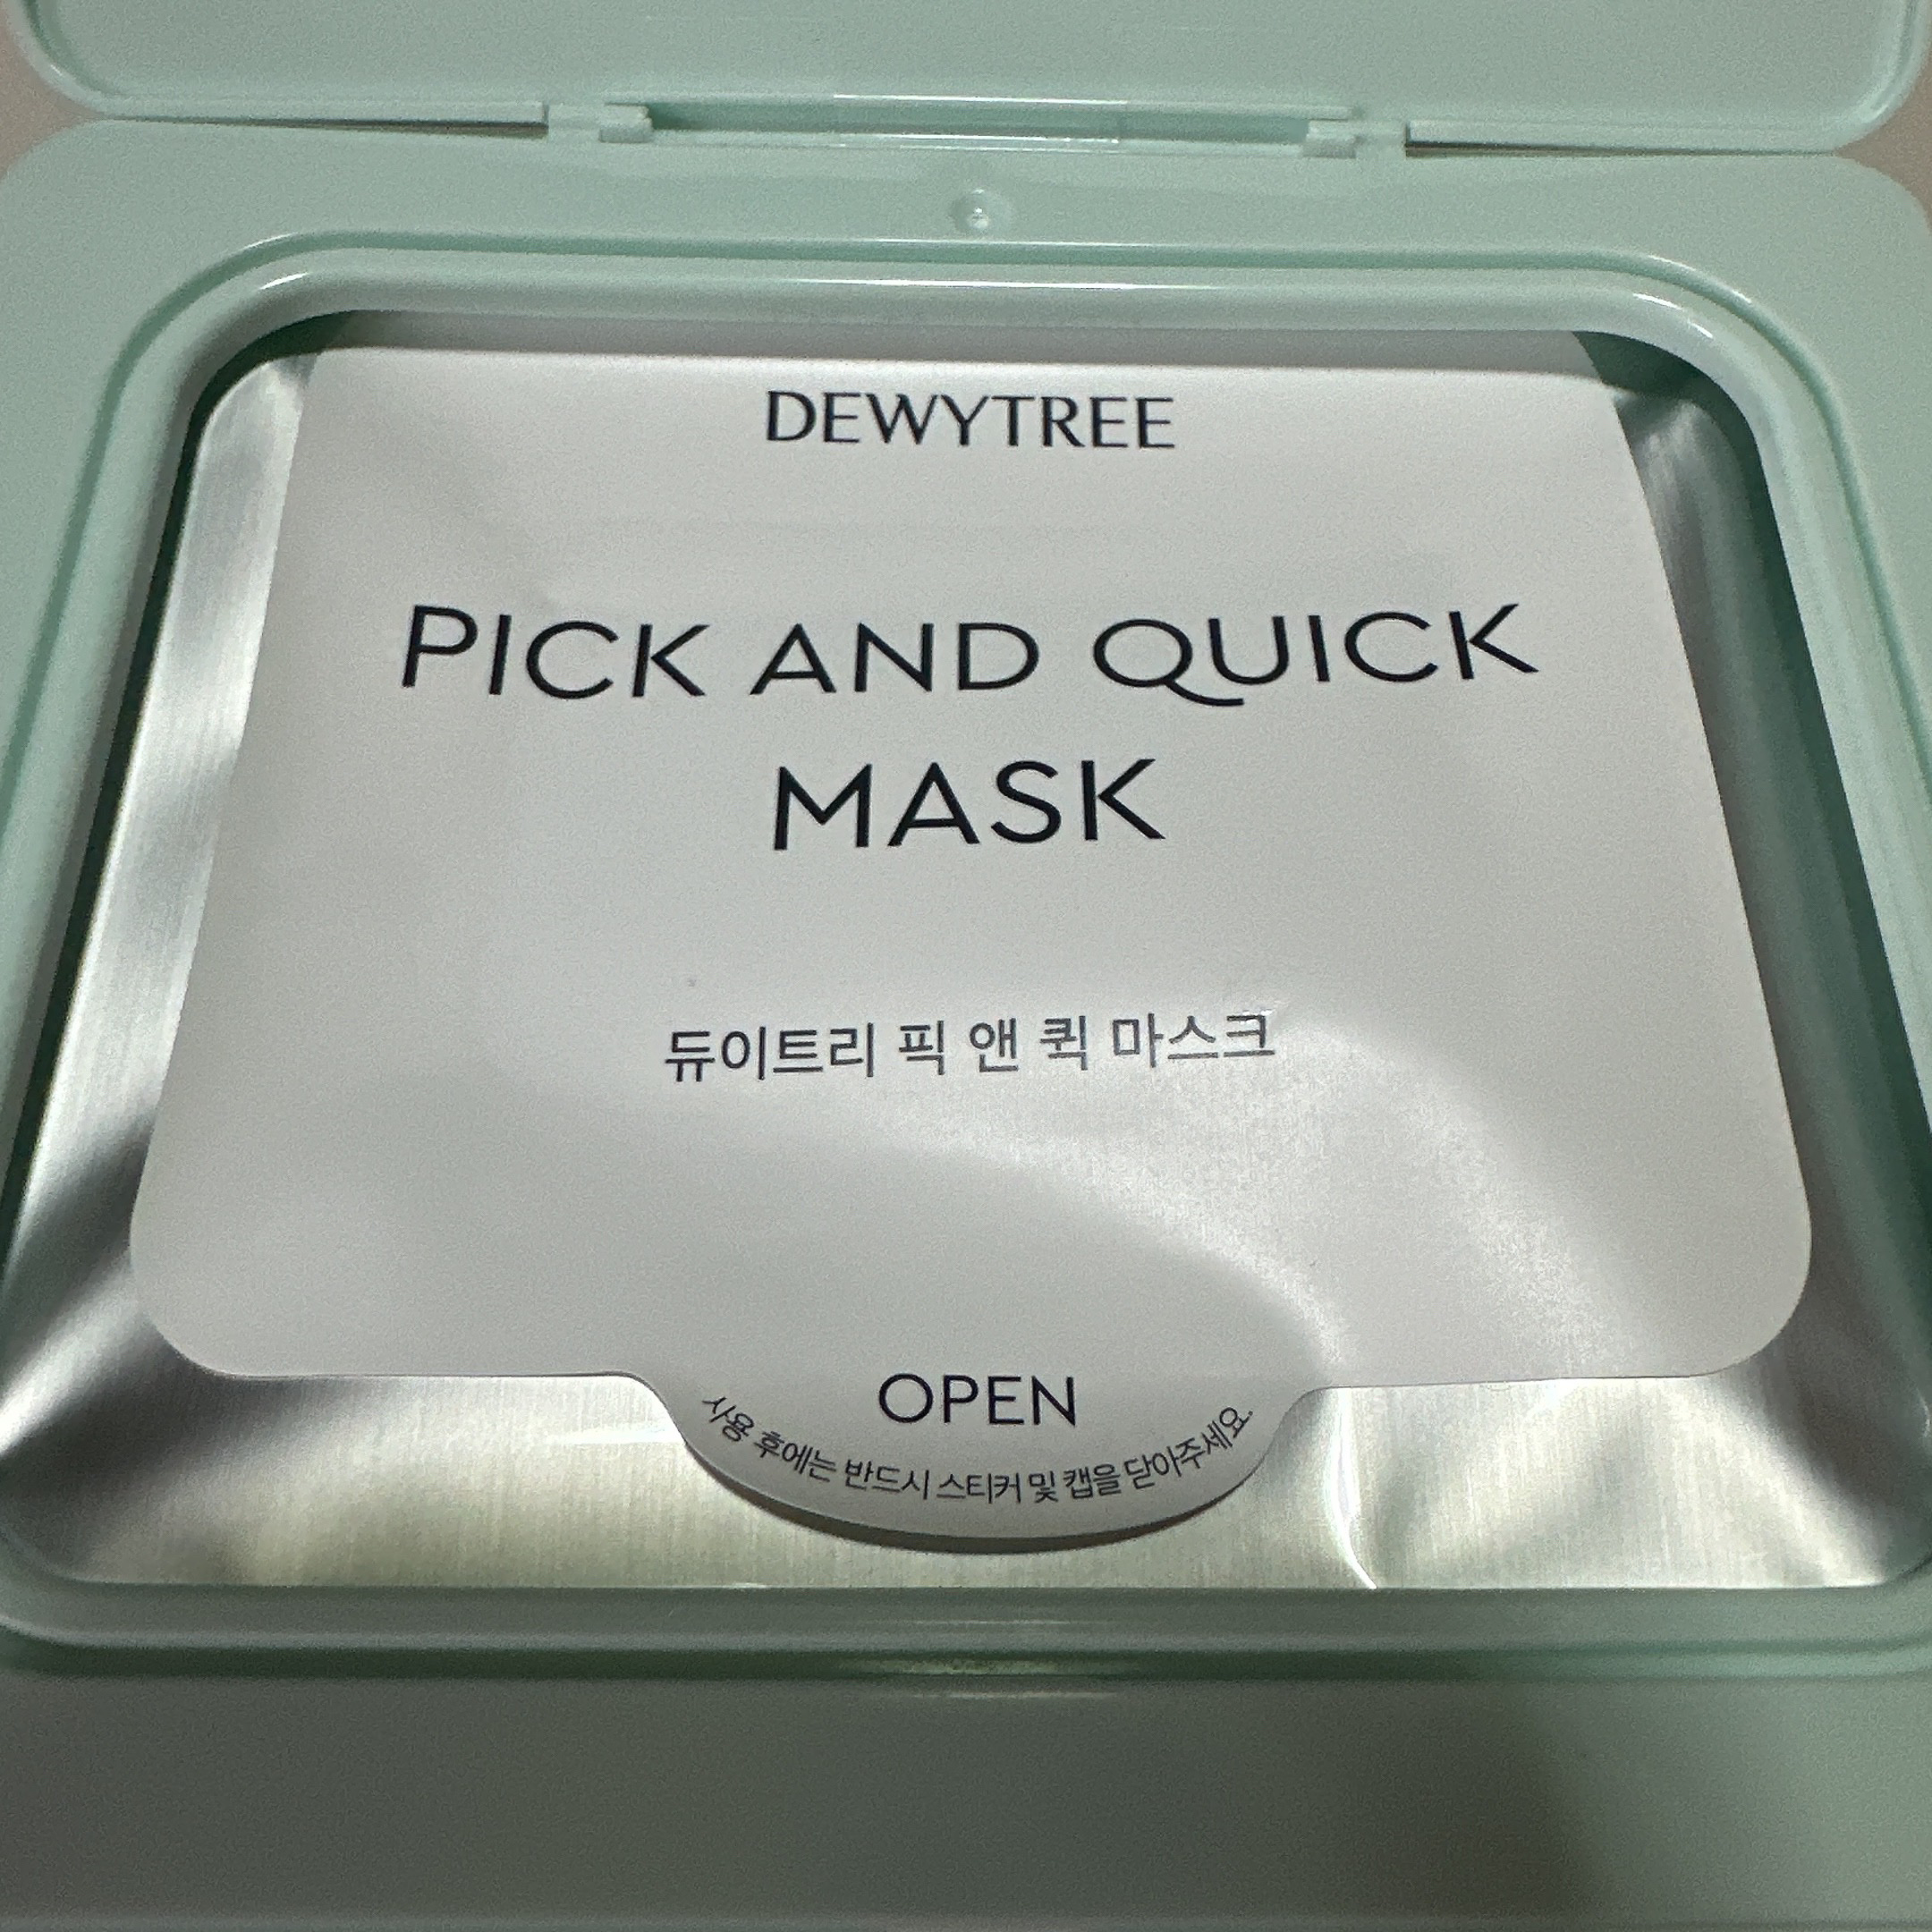 DEWYTREE
PICK AND QUICK
MASK
듀이트리 픽 앤 퀵 마스크
OPEN
사용 후에는 반드시 스티커 및 캡을 닫아주세요.